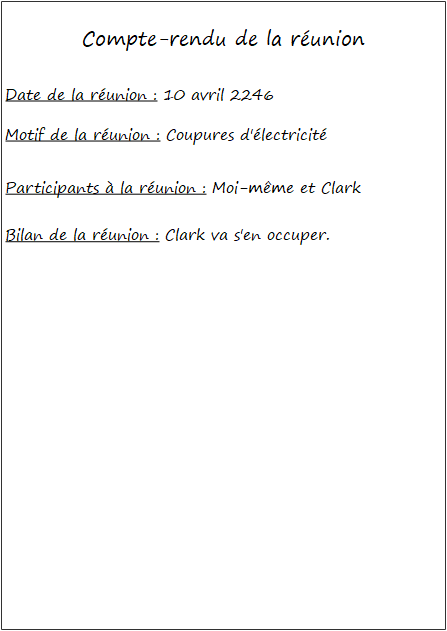 Compte-rendu de la réunion
Date de la réunion : 10 avril 2246
Motif de la réunion : Coupures d'électricité
Participants à la réunion : Moi-même et Clark
Bilan de la réunion : Clark va s'en occuper.